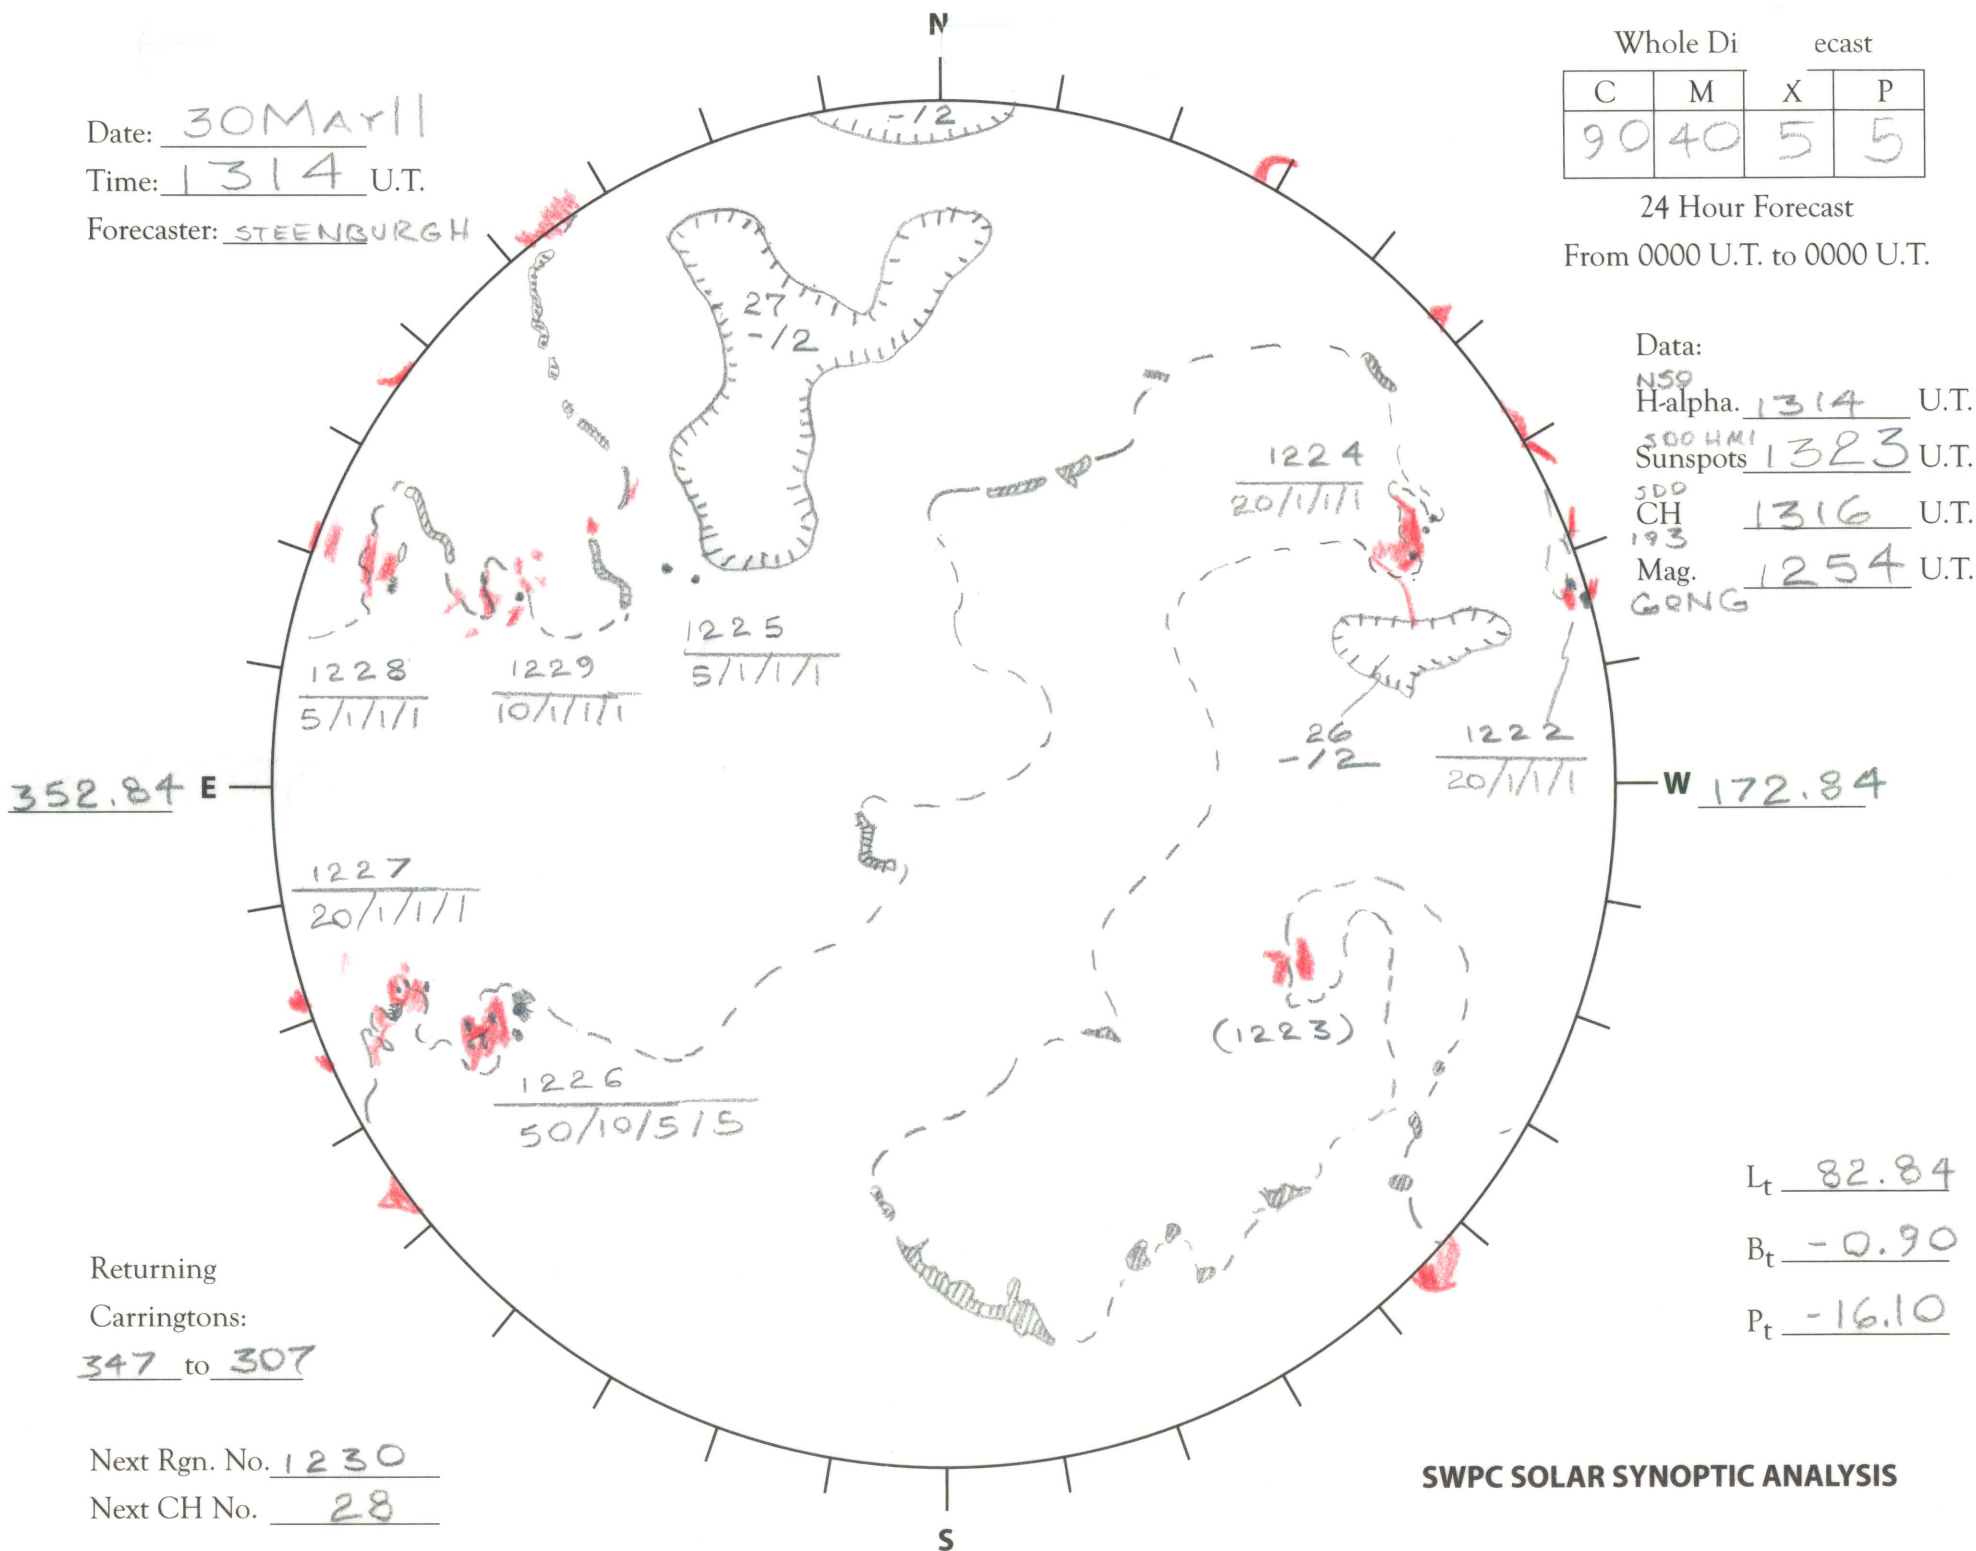 N
Whole Di ecast
C M X P
90 40 5 5
24 Hour Forecast
From 0000 U.T. to 0000 U.T.
Date: 30MAY11
Time: 1314 U.T.
Forecaster: STEENBURGH
-12
27
-12
Data:
NSO
H-alpha. 1314 U.T.
SDO HMI
Sunspots 1323 U.T.
SDO
CH 1316 U.T.
193
Mag. 1254 U.T.
GONG
1224
20/1/1/1
1225
5/1/1/1
1228
5/1/1/1
1229
10/1/1/1
26
-12
1222
20/1/1/1
352.84 E
W 172.84
1227
20/1/1/1
(1223)
1226
50/10/5/5
Lt 82.84
Bt -0.90
Pt -16.10
Returning
Carringtons:
347 to 307
Next Rgn. No. 1230
Next CH No. 28
SWPC SOLAR SYNOPTIC ANALYSIS
S